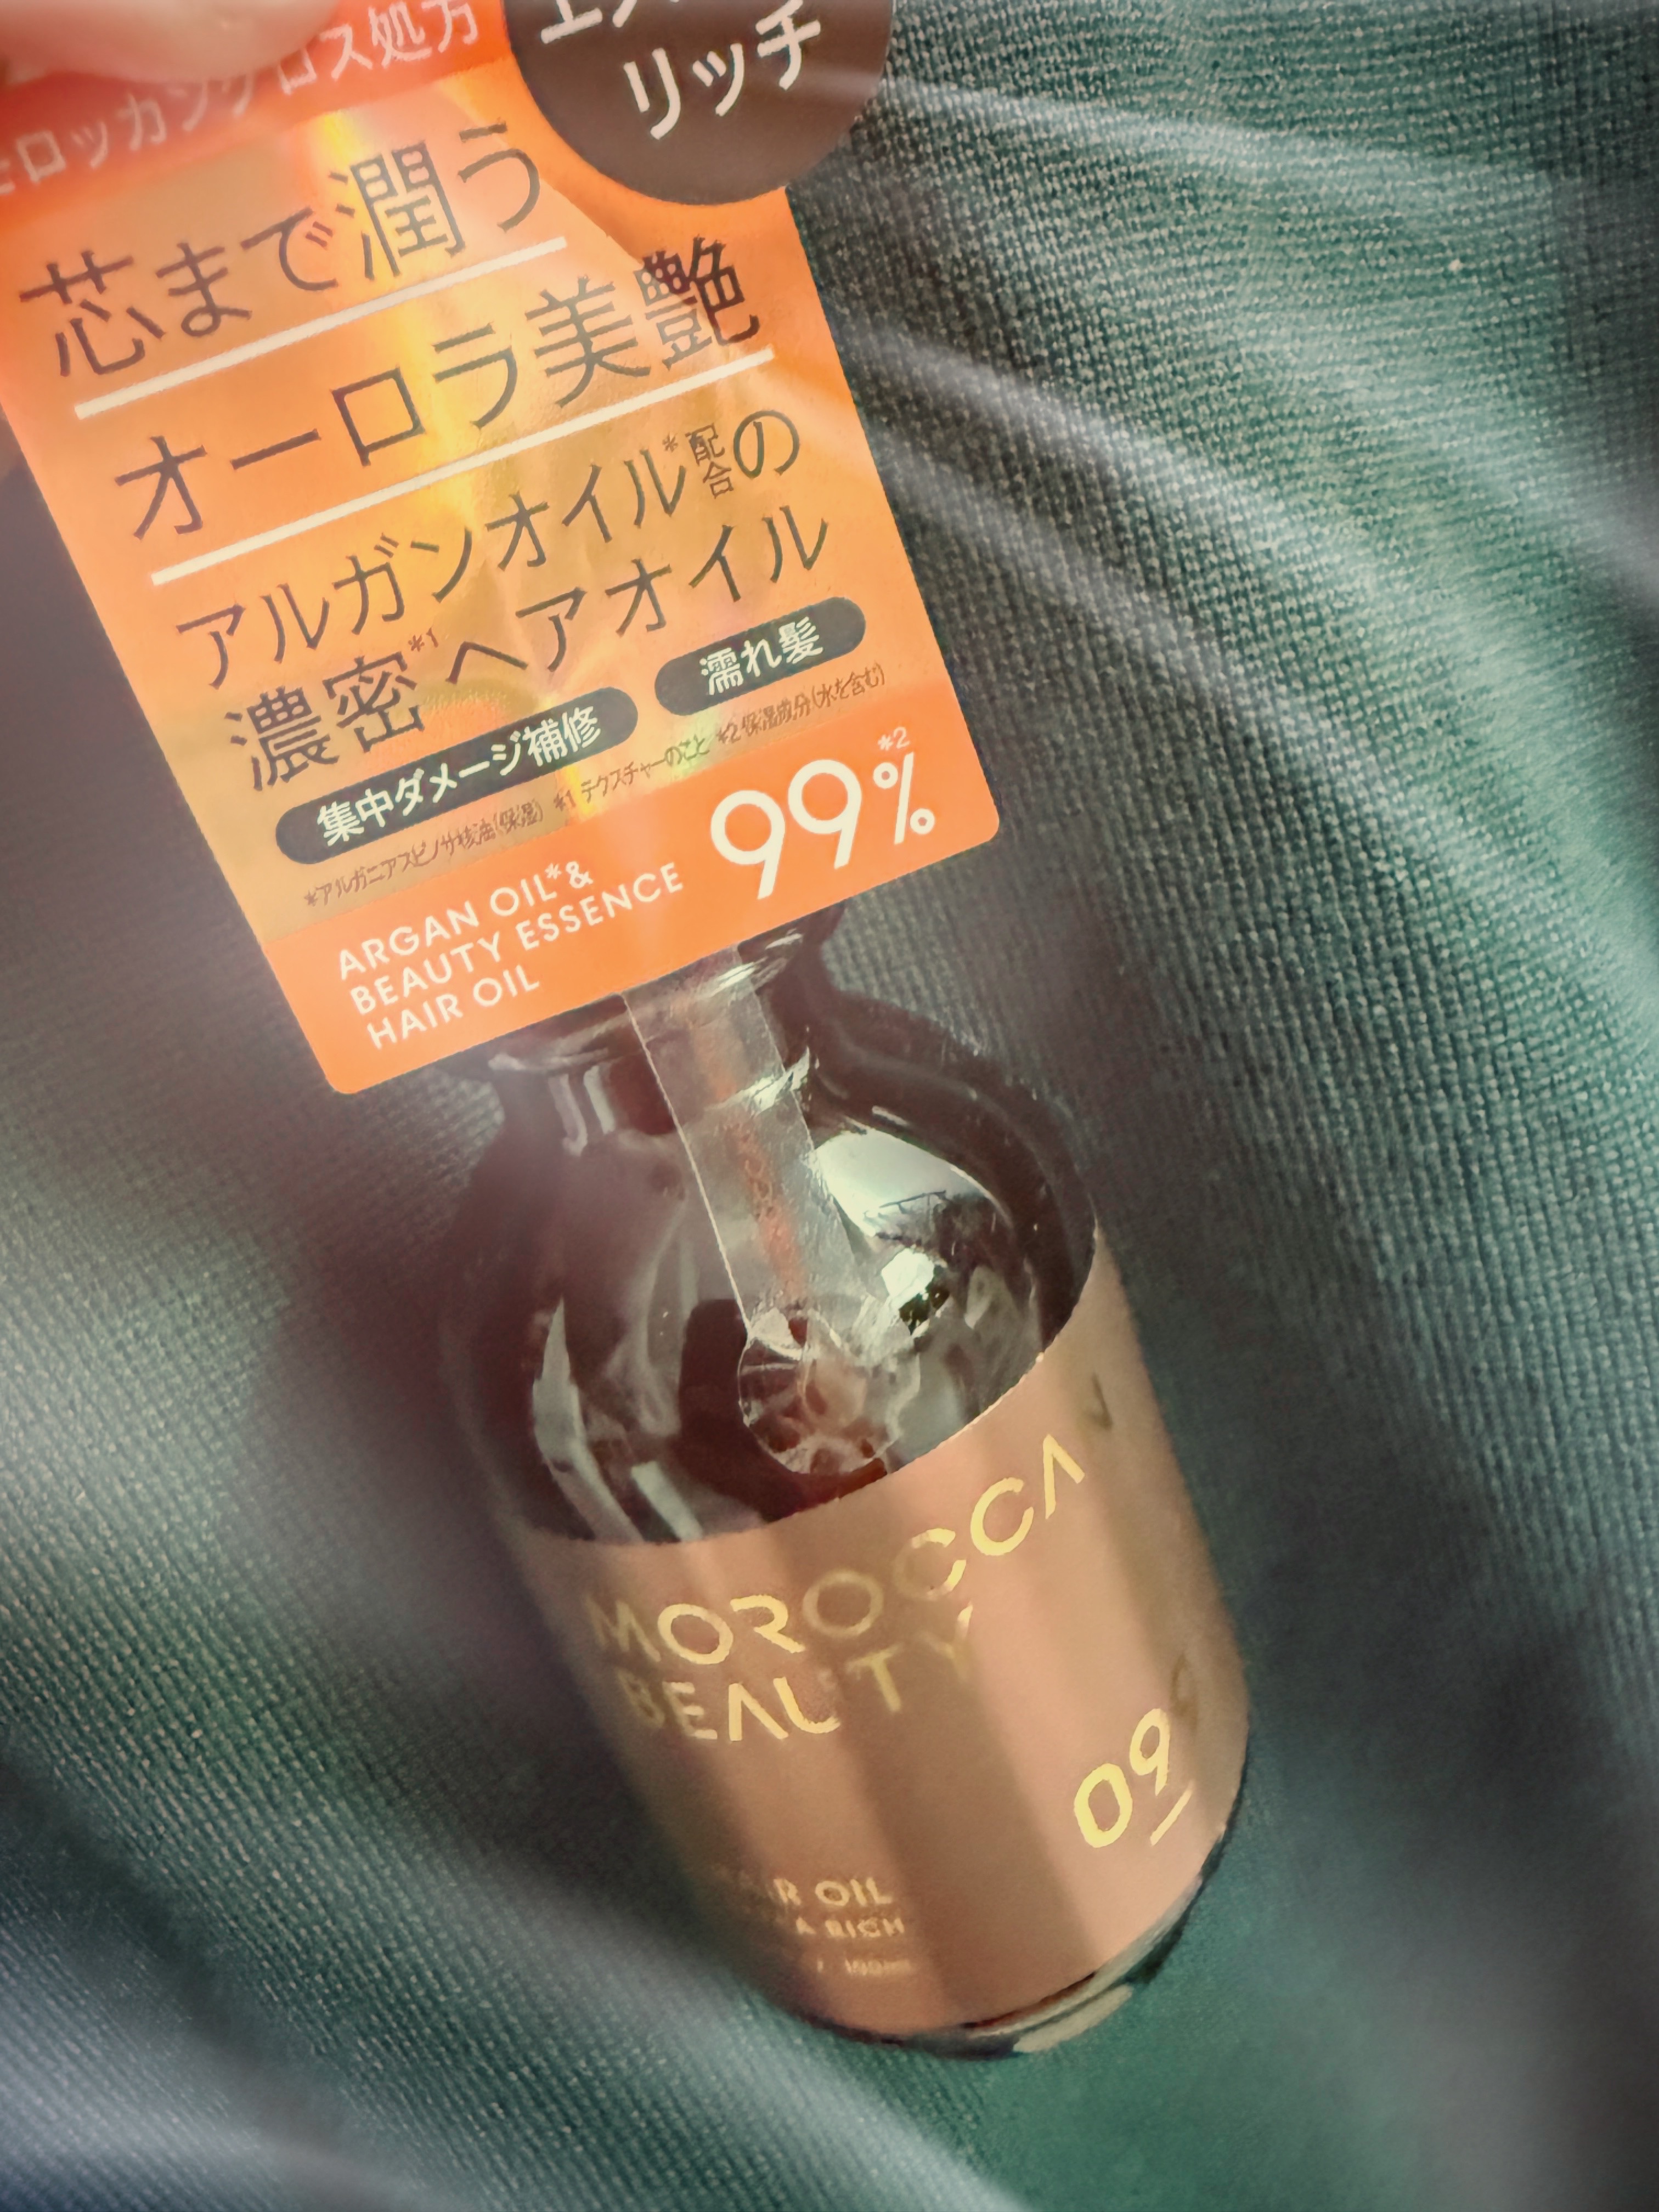 リッチ
モロッカングロス処方
芯まで潤う
オーロラ美艶
アルガンオイル*配合の
濃密*1ヘアオイル
集中ダメージ補修 濡れ髪
*アルガニアスピノサ核油(保湿) *1 テクスチャーのこと *2 保湿成分(水を含む)
ARGAN OIL*&
BEAUTY ESSENCE
HAIR OIL
99%*2
MOROCCAN
BEAUTY
09
OIL
RICH